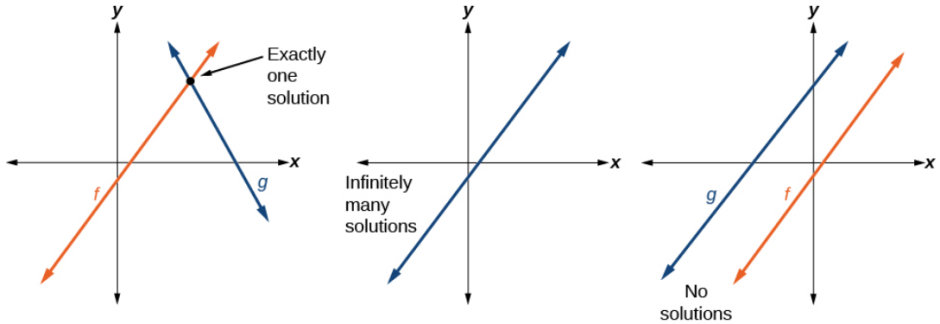 y
Exactly
one
solution
x
f
g
y
x
Infinitely
many
solutions
y
x
g
f
No
solutions